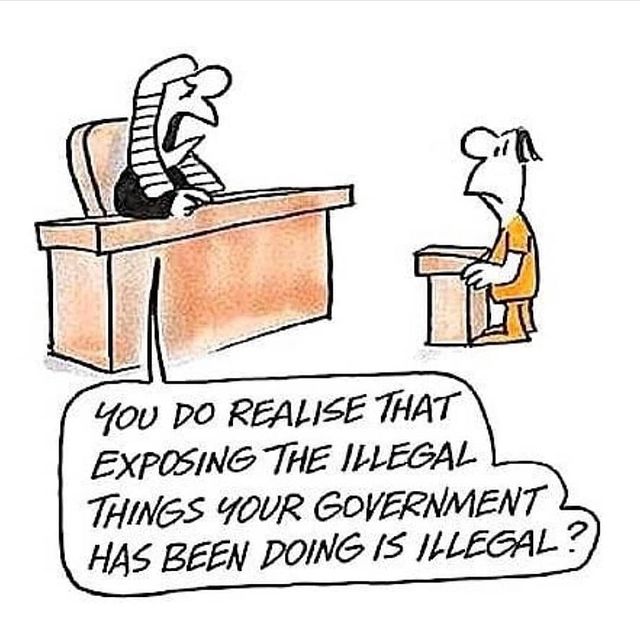 YOU DO REALISE THAT
EXPOSING THE ILLEGAL
THINGS YOUR GOVERNMENT
HAS BEEN DOING IS ILLEGAL?